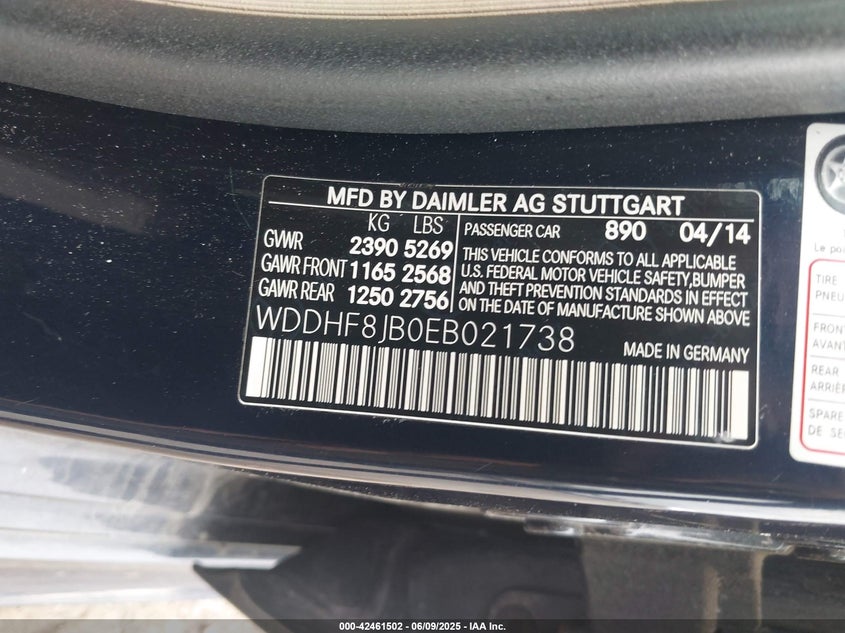 MFD BY DAIMLER AG STUTTGART
KG LBS
GVWR 2390 5269
GAWR FRONT 1165 2568
GAWR REAR 1250 2756
PASSENGER CAR 890 04/14
THIS VEHICLE CONFORMS TO ALL APPLICABLE
U.S. FEDERAL MOTOR VEHICLE SAFETY,BUMPER
AND THEFT PREVENTION STANDARDS IN EFFECT
ON THE DATE OF MANUFACTURE SHOWN ABOVE
WDDHF8JB0EB021738
MADE IN GERMANY
Le po
TIRE
PNEU
FRONT
AVANT
REAR
ARRIÈR
SPARE
DE SE
000-42461502 | 06/09/2025 - IAA Inc.